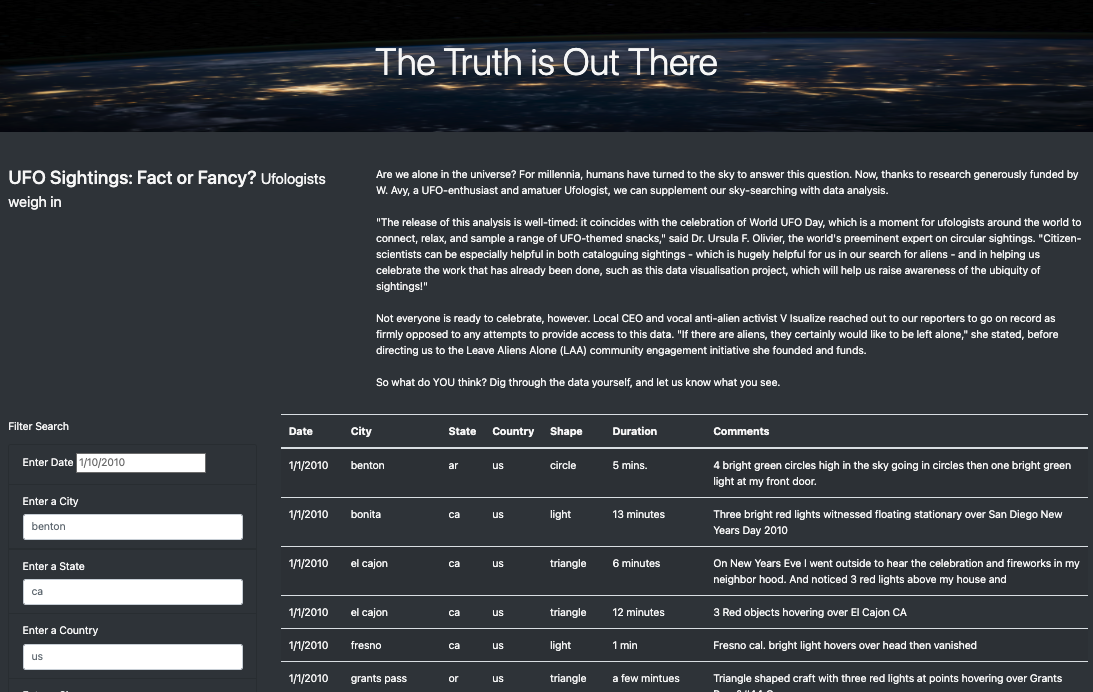 The Truth is Out There
UFO Sightings: Fact or Fancy? Ufologists
weigh in
Are we alone in the universe? For millennia, humans have turned to the sky to answer this question. Now, thanks to research generously funded by
W. Avy, a UFO-enthusiast and amatuer Ufologist, we can supplement our sky-searching with data analysis.
"The release of this analysis is well-timed: it coincides with the celebration of World UFO Day, which is a moment for ufologists around the world to
connect, relax, and sample a range of UFO-themed snacks," said Dr. Ursula F. Olivier, the world's preeminent expert on circular sightings. "Citizen-
scientists can be especially helpful in both cataloguing sightings - which is hugely helpful for us in our search for aliens - and in helping us
celebrate the work that has already been done, such as this data visualisation project, which will help us raise awareness of the ubiquity of
sightings!"
Not everyone is ready to celebrate, however. Local CEO and vocal anti-alien activist V Isualize reached out to our reporters to go on record as
firmly opposed to any attempts to provide access to this data. "If there are aliens, they certainly would like to be left alone," she stated, before
directing us to the Leave Aliens Alone (LAA) community engagement initiative she founded and funds.
So what do YOU think? Dig through the data yourself, and let us know what you see.
Filter Search
Enter Date 1/10/2010
Enter a City
benton
Enter a State
ca
Enter a Country
us
Date City State Country Shape Duration Comments
1/1/2010 benton ar us circle 5 mins. 4 bright green circles high in the sky going in circles then one bright green
light at my front door.
1/1/2010 bonita ca us light 13 minutes Three bright red lights witnessed floating stationary over San Diego New
Years Day 2010
1/1/2010 el cajon ca us triangle 6 minutes On New Years Eve I went outside to hear the celebration and fireworks in my
neighbor hood. And noticed 3 red lights above my house and
1/1/2010 el cajon ca us triangle 12 minutes 3 Red objects hovering over El Cajon CA
1/1/2010 fresno ca us light 1 min Fresno cal. bright light hovers over head then vanished
1/1/2010 grants pass or us triangle a few mintues Triangle shaped craft with three red lights at points hovering over Grants